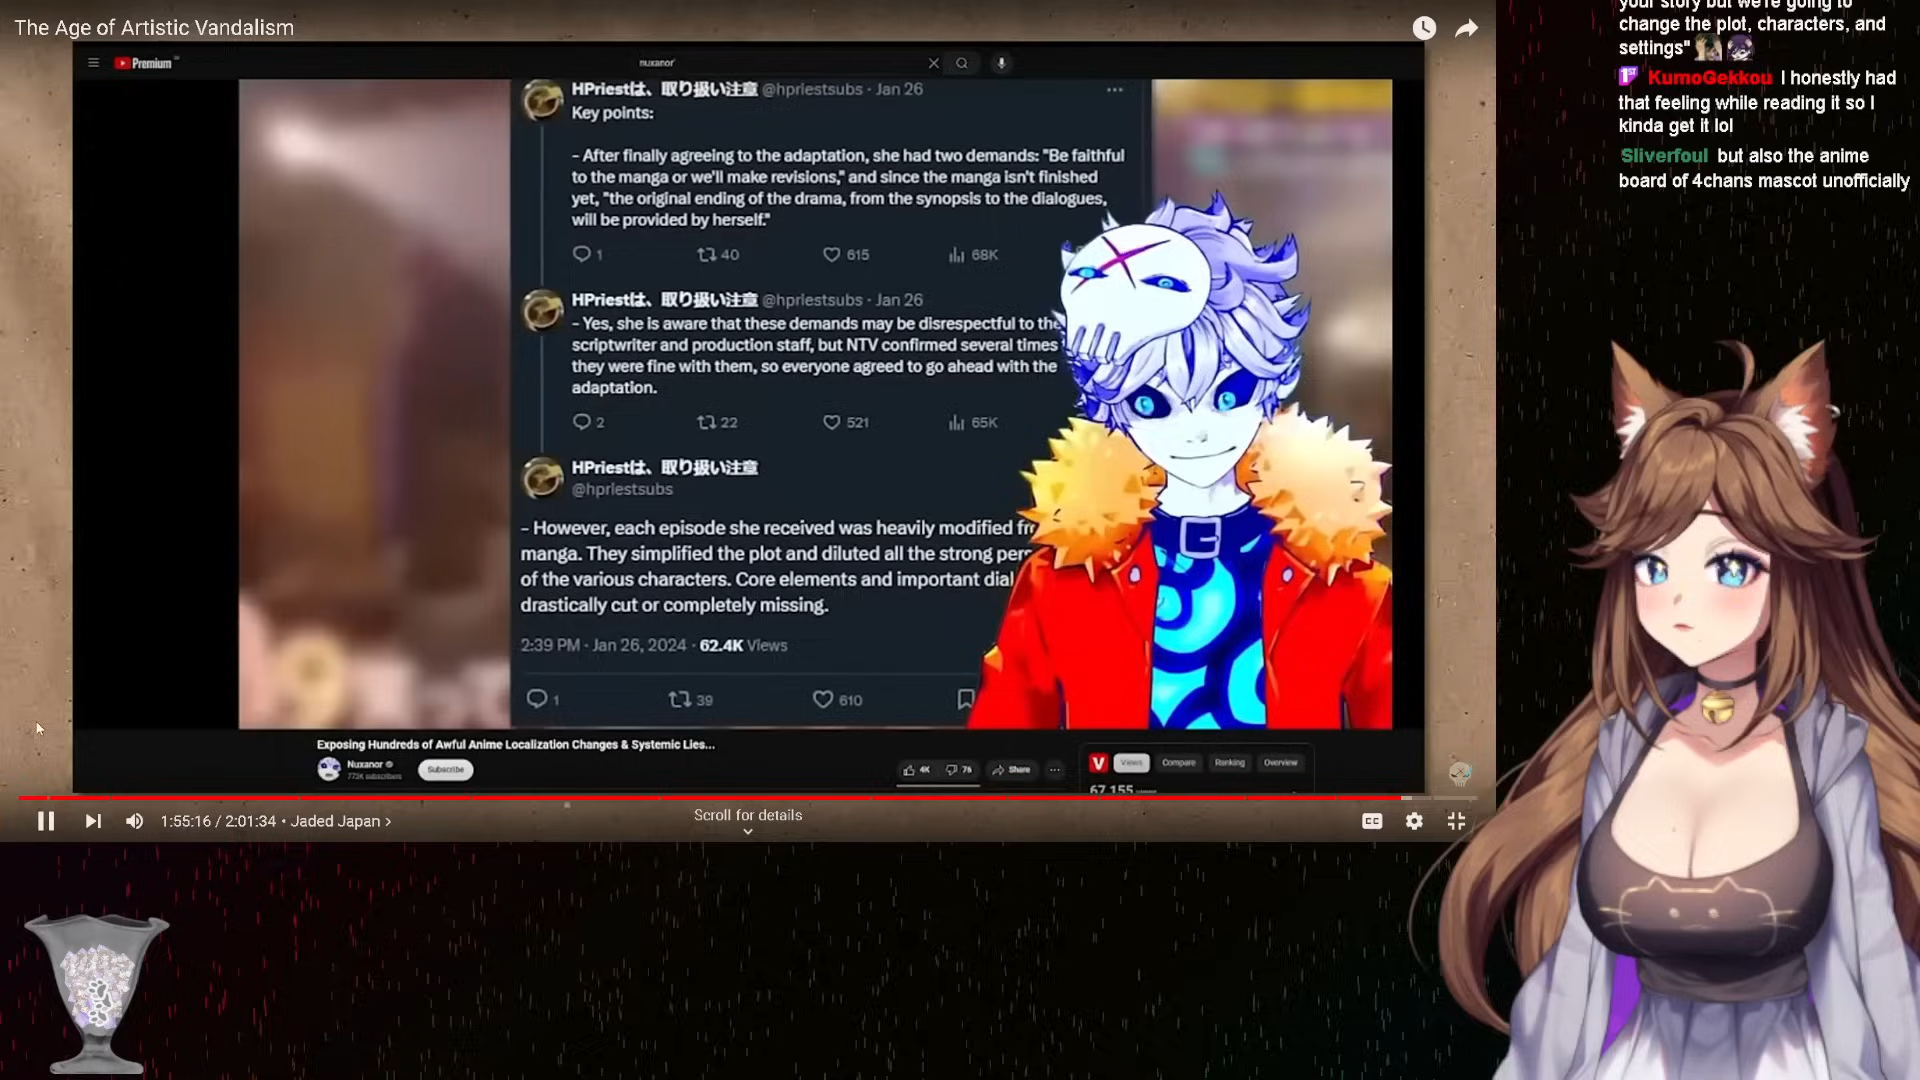 The Age of Artistic Vandalism
Premium
nuxanor
HPriestは、取り扱い注意 @hpriestsubs · Jan 26
Key points:
- After finally agreeing to the adaptation, she had two demands: "Be faithful
to the manga or we'll make revisions," and since the manga isn't finished
yet, "the original ending of the drama, from the synopsis to the dialogues,
will be provided by herself."
1 40 615 68K
HPriestは、取り扱い注意 @hpriestsubs · Jan 26
- Yes, she is aware that these demands may be disrespectful to the
scriptwriter and production staff, but NTV confirmed several times
they were fine with them, so everyone agreed to go ahead with the
adaptation.
2 22 521 65K
HPriestは、取り扱い注意
@hpriestsubs
- However, each episode she received was heavily modified fr
manga. They simplified the plot and diluted all the strong per
of the various characters. Core elements and important dial
drastically cut or completely missing.
2:39 PM · Jan 26, 2024 · 62.4K Views
1 39 610
Exposing Hundreds of Awful Anime Localization Changes & Systemic Lies...
Nuxanor
subscribers
Subscribe
4K 76 Share
V Views Compare Ranking Overview
67,155
1:55:16 / 2:01:34 • Jaded Japan >
Scroll for details
CC
your story but we're going to
change the plot, characters, and
settings"
1ST KumoGekkou I honestly had
that feeling while reading it so I
kinda get it lol
Sliverfoul but also the anime
board of 4chans mascot unofficially